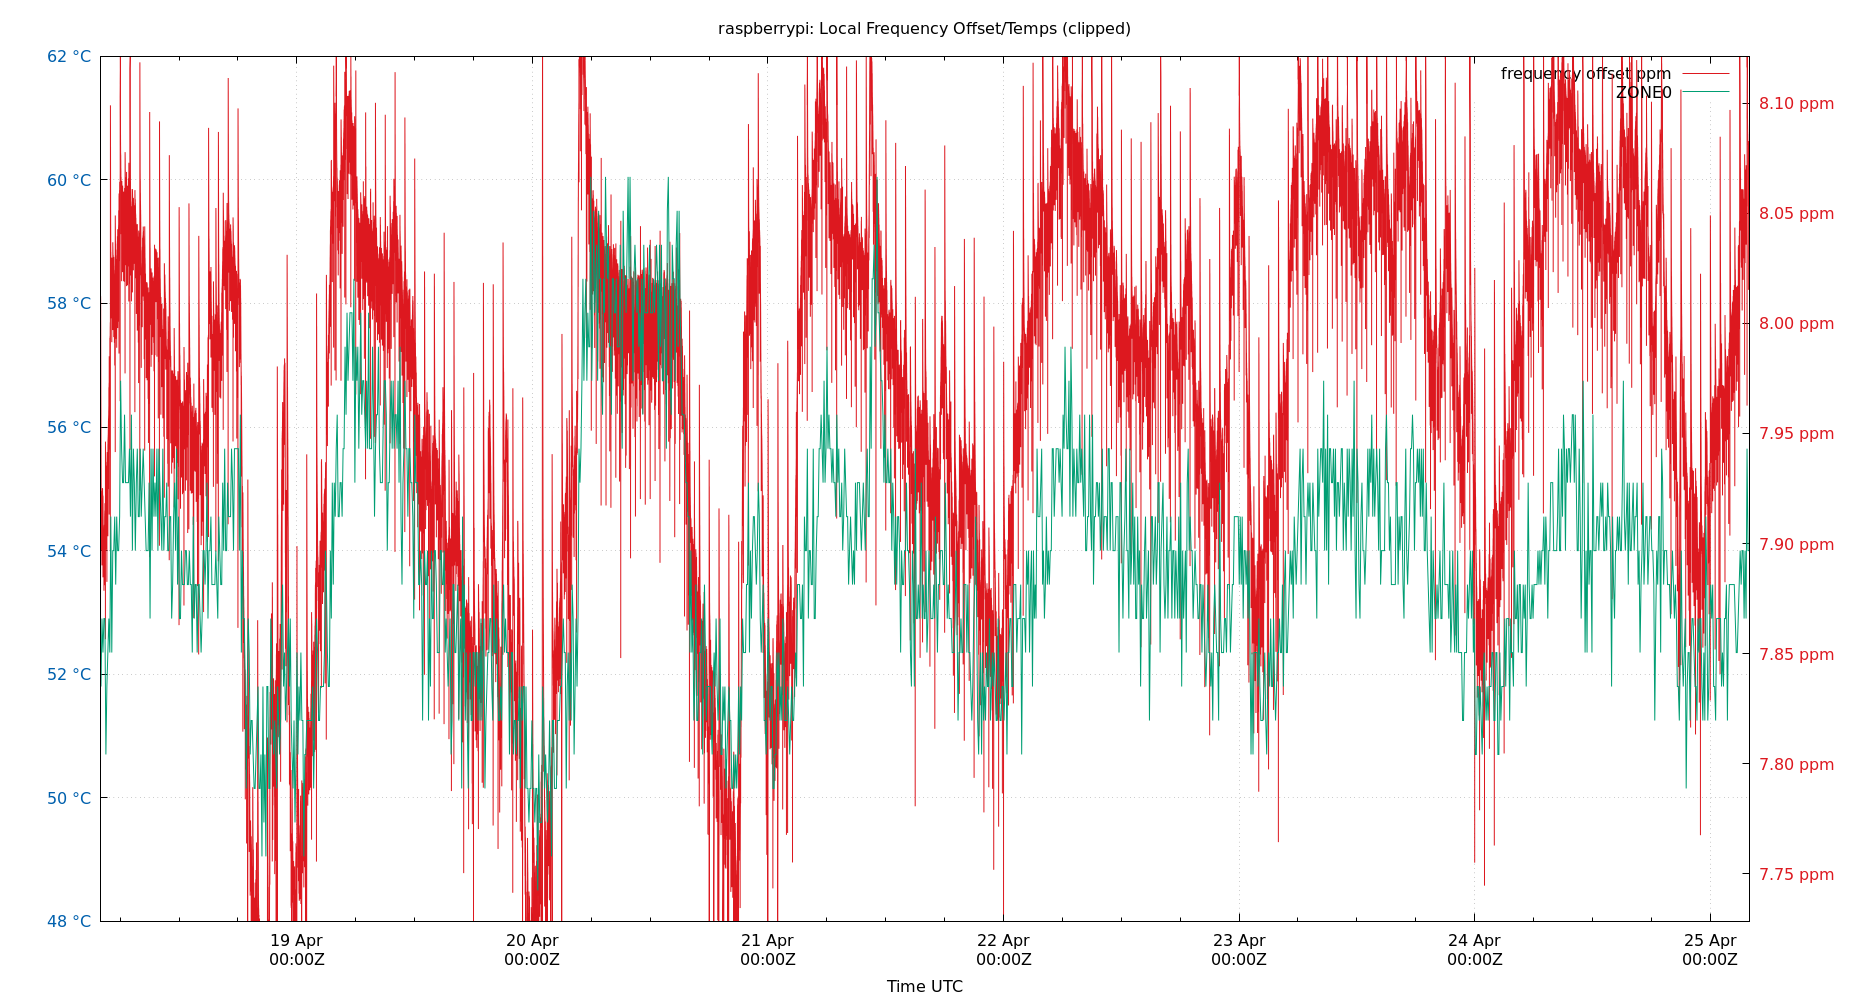 raspberrypi: Local Frequency Offset/Temps (clipped)
frequency offset ppm
ZONE0
62 °C
60 °C
58 °C
56 °C
54 °C
52 °C
50 °C
48 °C
8.10 ppm
8.05 ppm
8.00 ppm
7.95 ppm
7.90 ppm
7.85 ppm
7.80 ppm
7.75 ppm
19 Apr
00:00Z
20 Apr
00:00Z
21 Apr
00:00Z
22 Apr
00:00Z
23 Apr
00:00Z
24 Apr
00:00Z
25 Apr
00:00Z
Time UTC